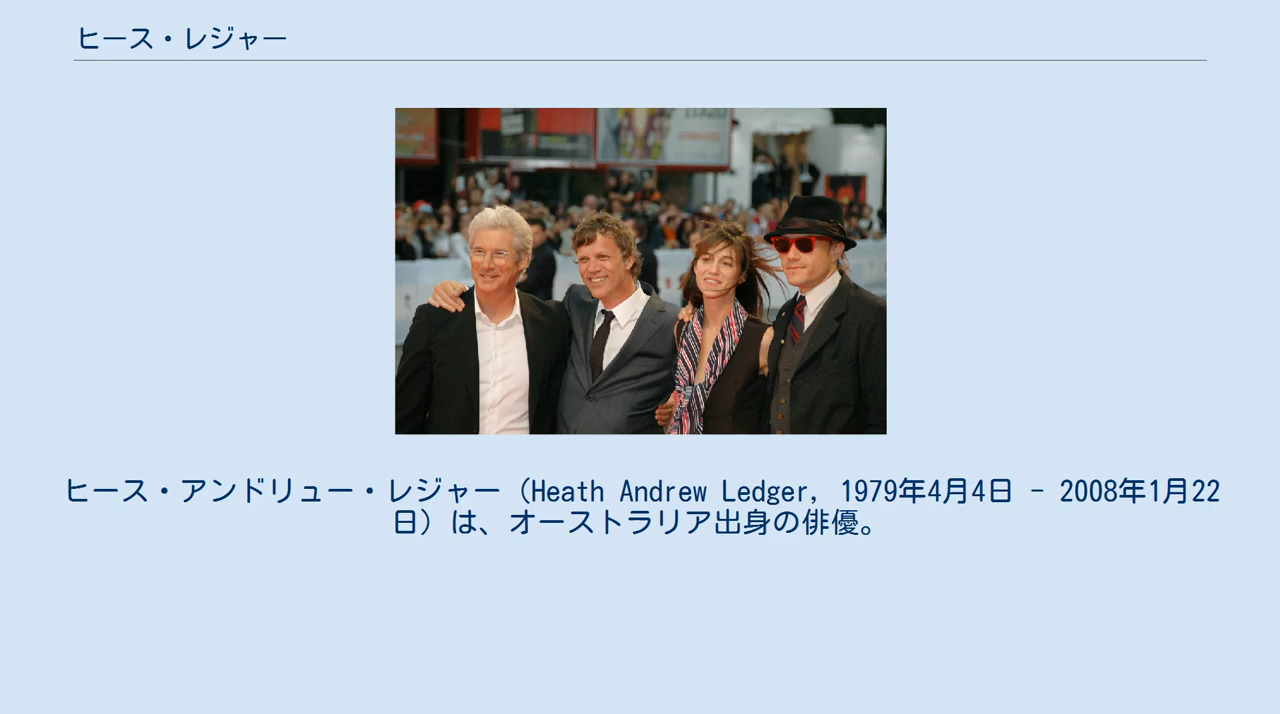 ヒース・レジャー
ヒース・アンドリュー・レジャー（Heath Andrew Ledger, 1979年4月4日 - 2008年1月22
日）は、オーストラリア出身の俳優。